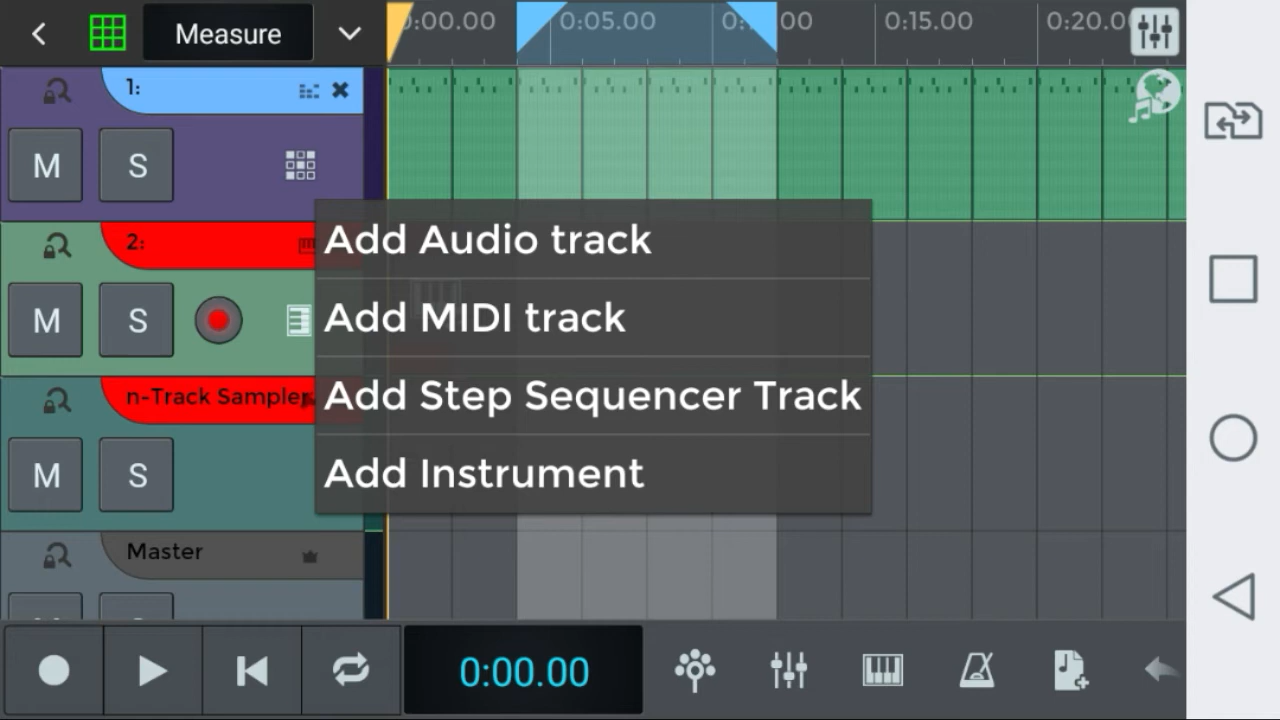 Measure
0:00.00
0:05.00
00
0:15.00
0:20.0
1:
M
S
2:
M
S
n-Track Sampler
M
S
Master
Add Audio track
Add MIDI track
Add Step Sequencer Track
Add Instrument
0:00.00